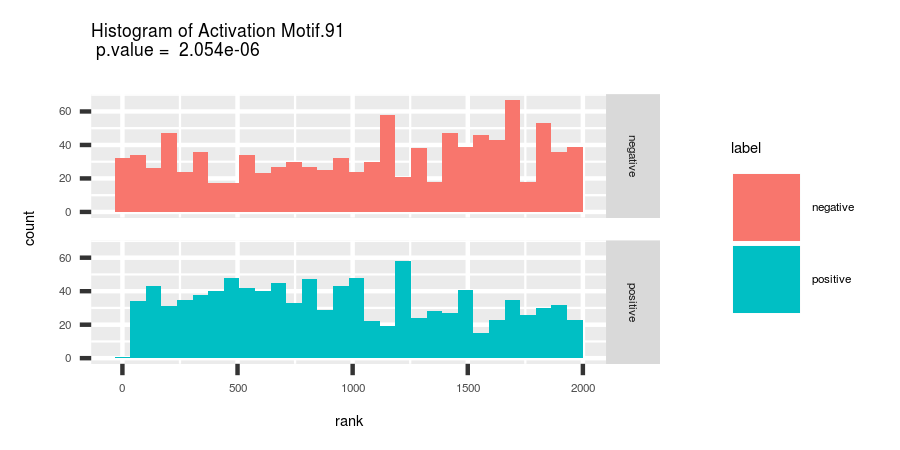 Histogram of Activation Motif.91
p.value = 2.054e-06
60
40
20
0
negative
60
40
20
0
positive
0 500 1000 1500 2000
rank
count
label
negative
positive